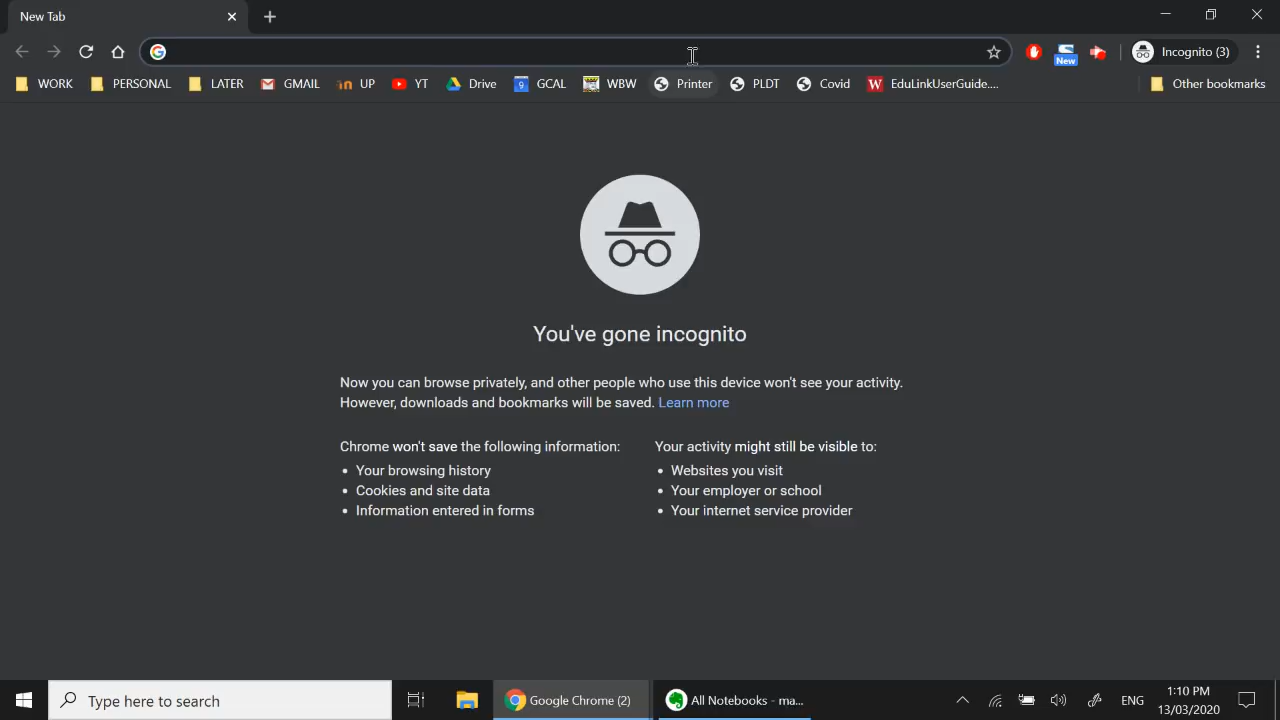 New Tab
New
Incognito (3)
WORK PERSONAL LATER GMAIL UP YT Drive 9 GCAL WBW Printer PLDT Covid EduLinkUserGuide.... Other bookmarks
You've gone incognito
Now you can browse privately, and other people who use this device won't see your activity.
However, downloads and bookmarks will be saved. Learn more
Chrome won't save the following information:
• Your browsing history
• Cookies and site data
• Information entered in forms
Your activity might still be visible to:
• Websites you visit
• Your employer or school
• Your internet service provider
Type here to search
Google Chrome (2)
All Notebooks - ma...
ENG
1:10 PM
13/03/2020